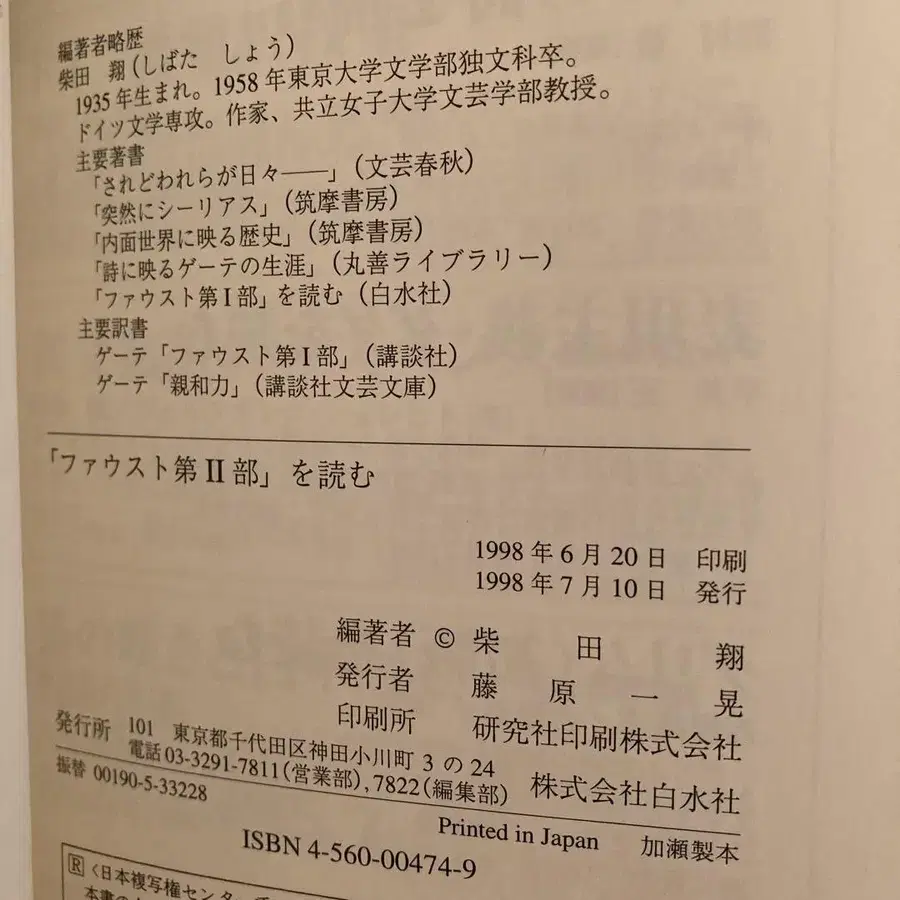 編著者略歴
柴田 翔(しばた しょう)
1935年生まれ。1958年東京大学文学部独文科卒。
ドイツ文学専攻。作家、共立女子大学文芸学部教授。
主要著書
「されどわれらが日々——」(文芸春秋)
「突然にシーリアス」(筑摩書房)
「内面世界に映る歴史」(筑摩書房)
「詩に映るゲーテの生涯」(丸善ライブラリー)
「ファウスト第Ⅰ部」を読む(白水社)
主要訳書
ゲーテ「ファウスト第Ⅰ部」(講談社)
ゲーテ「親和力」(講談社文芸文庫)
「ファウスト第Ⅱ部」を読む
1998年6月20日 印刷
1998年7月10日 発行
編著者 © 柴田翔
発行者 藤原一晃
印刷所 研究社印刷株式会社
発行所 101 東京都千代田区神田小川町3の24
電話03-3291-7811(営業部),7822(編集部)
株式会社白水社
振替 00190-5-33228
Printed in Japan 加瀬製本
ISBN 4-560-00474-9
R〈日本複写権センター